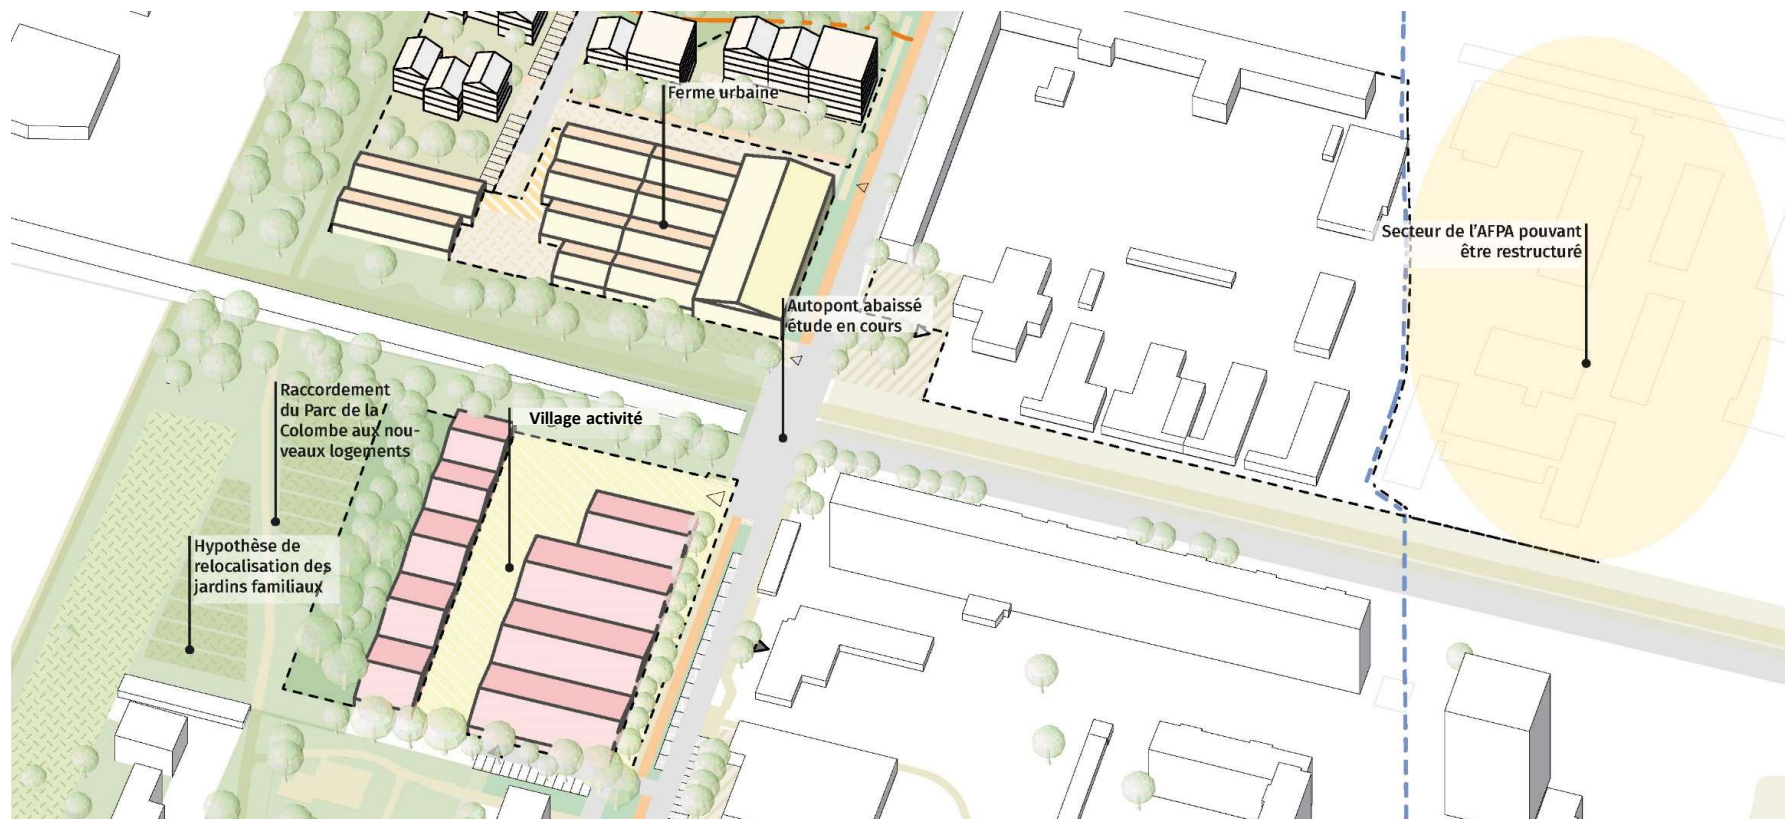 Ferme urbaine
Secteur de l'AFPA pouvant
être restructuré
Autopont abaissé
étude en cours
Raccordement
du Parc de la
Colombe aux nou-
veaux logements
Village activité
Hypothèse de
relocalisation des
jardins familiaux